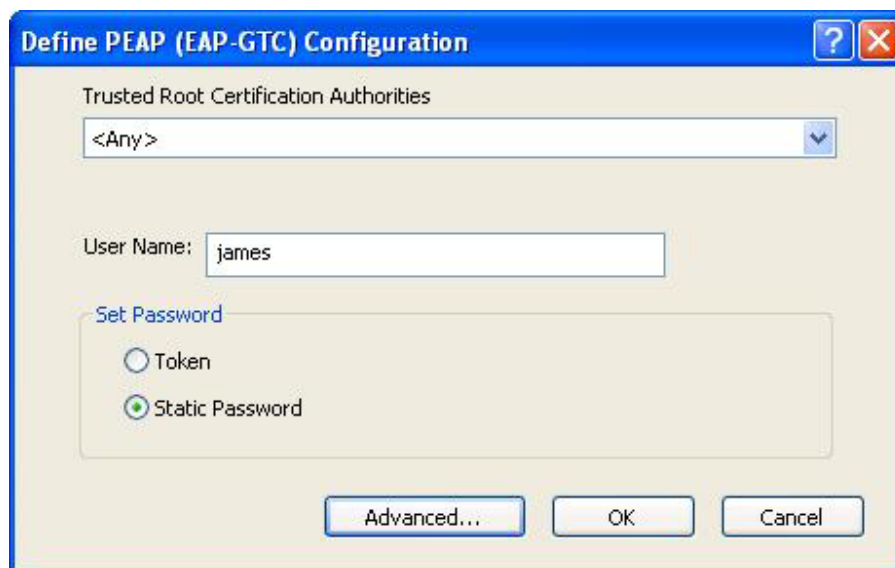 Define PEAP (EAP-GTC) Configuration
Trusted Root Certification Authorities
<Any>
User Name: james
Set Password
Token
Static Password
Advanced... OK Cancel